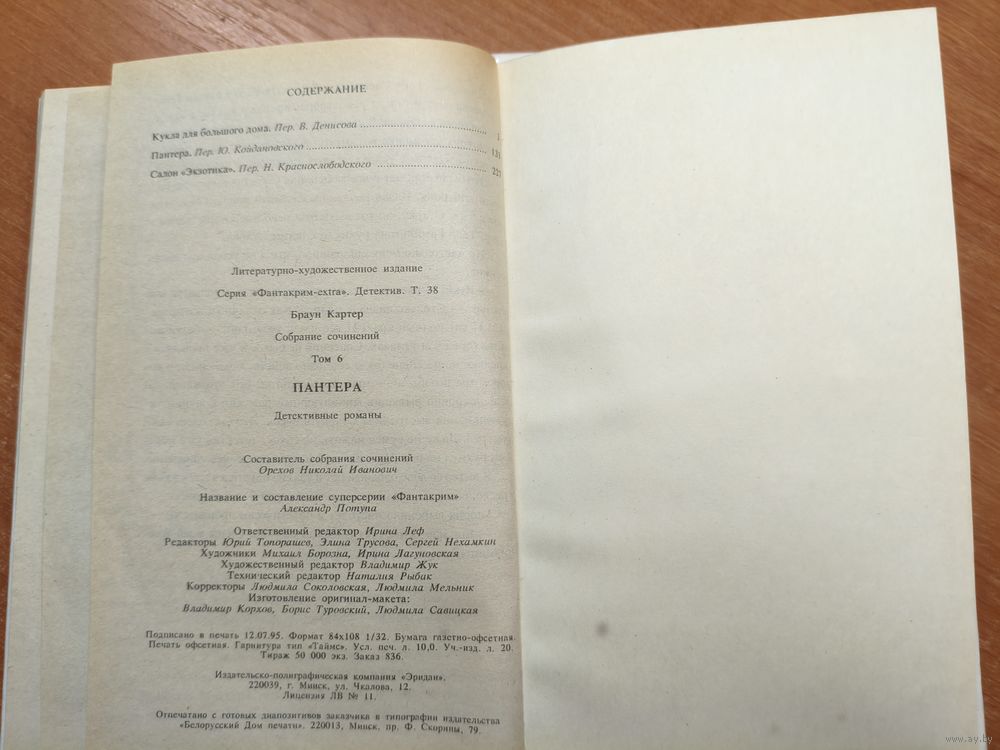 СОДЕРЖАНИЕ
Кукла для большого дома. Пер. В. Денисова
Пантера. Пер. Ю. Койдановского 131
Салон «Экзотика». Пер. Н. Краснослободского
Литературно-художественное издание
Серия «Фантакрим-extra». Детектив. Т. 38
Браун Картер
Собрание сочинений
Том 6
ПАНТЕРА
Детективные романы
Составитель собрания сочинений
Орехов Николай Иванович
Название и составление суперсерии «Фантакрим»
Александр Потупа
Ответственный редактор Ирина Леф
Редакторы Юрий Топорашев, Элина Трусова, Сергей Нехамкин
Художники Михаил Борозна, Ирина Лагуновская
Художественный редактор Владимир Жук
Технический редактор Наталия Рыбак
Корректоры Людмила Соколовская, Людмила Мельник
Изготовление оригинал-макета:
Владимир Корхов, Борис Туровский, Людмила Савицкая
Подписано в печать 12.07.95. Формат 84х108 1/32. Бумага газетно-офсетная.
Печать офсетная. Гарнитура тип «Таймс». Усл. печ. л. 10,0. Уч.-изд. л. 20.
Тираж 50 000 экз. Заказ 836.
Издательско-полиграфическая компания «Эридан».
220039, г. Минск, ул. Чкалова, 12.
Лицензия ЛВ № 11.
Отпечатано с готовых диапозитивов заказчика в типографии издательства
«Белорусский Дом печати». 220013, Минск, пр. Ф. Скорины, 79.
www.ay.by